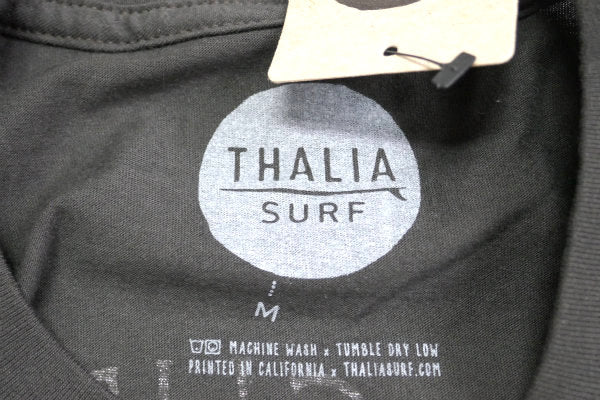 THALIA
SURF
M
MACHINE WASH x TUMBLE DRY LOW
PRINTED IN CALIFORNIA x THALIASURF.COM